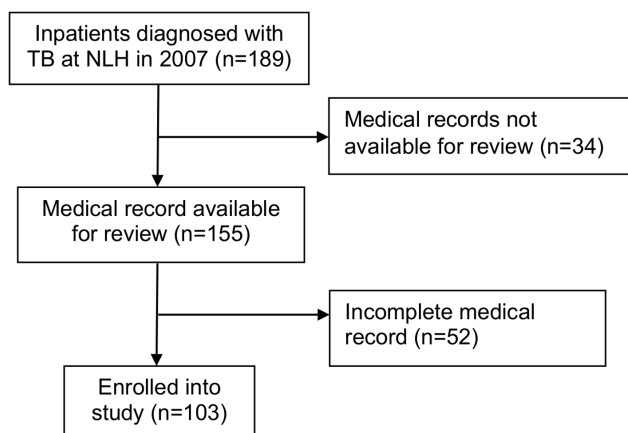 Inpatients diagnosed with
TB at NLH in 2007 (n=189)
Medical records not
available for review (n=34)
Medical record available
for review (n=155)
Incomplete medical
record (n=52)
Enrolled into
study (n=103)